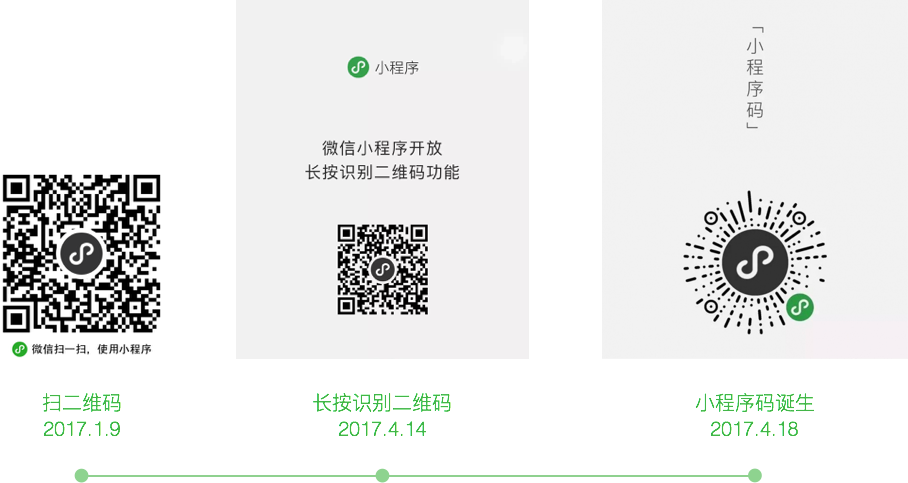 微信扫一扫，使用小程序
扫二维码
2017.1.9
小程序
微信小程序开放
长按识别二维码功能
长按识别二维码
2017.4.14
「小程序码」
小程序码诞生
2017.4.18